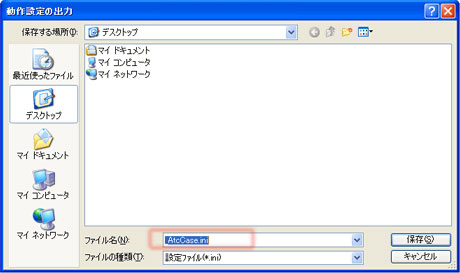 動作設定の出力
保存する場所(I):
デスクトップ
最近使ったファイル
デスクトップ
マイ ドキュメント
マイ コンピュータ
マイ ネットワーク
マイ ドキュメント
マイ コンピュータ
マイ ネットワーク
ファイル名(N):
AtcCase.ini
保存(S)
ファイルの種類(T):
設定ファイル(*.ini)
キャンセル